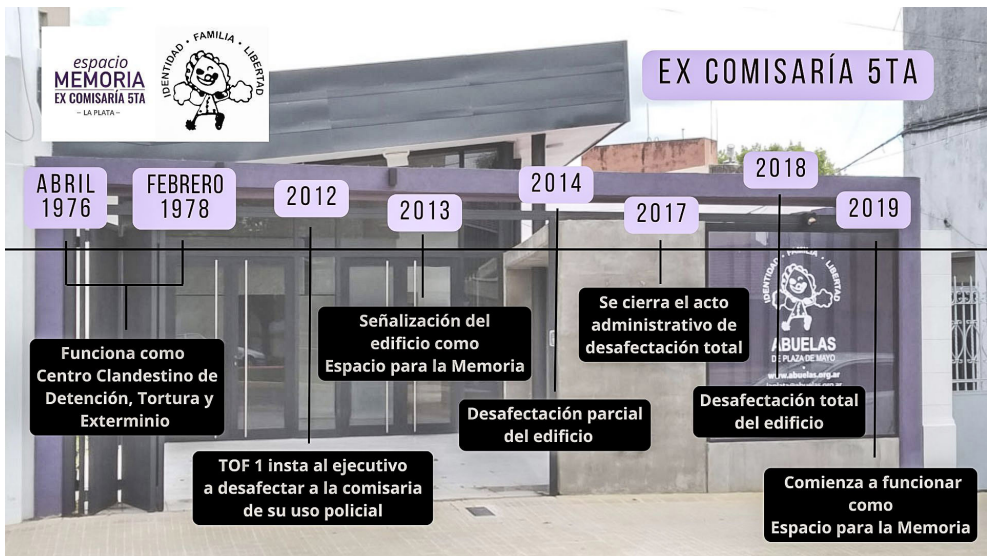 espacio
MEMORIA
EX COMISARÍA 5TA
– LA PLATA –
IDENTIDAD • FAMILIA • LIBERTAD
EX COMISARÍA 5TA
ABRIL
1976
FEBRERO
1978
2012
2013
2014
2017
2018
2019
Funciona como
Centro Clandestino de
Detención, Tortura y
Exterminio
TOF 1 insta al ejecutivo
a desafectar a la comisaria
de su uso policial
Señalización del
edificio como
Espacio para la Memoria
Desafectación parcial
del edificio
Se cierra el acto
administrativo de
desafectación total
Desafectación total
del edificio
Comienza a funcionar
como
Espacio para la Memoria
IDENTIDAD • FAMILIA • LIBERTAD
ABUELAS
DE PLAZA DE MAYO
www.abuelas.org.ar